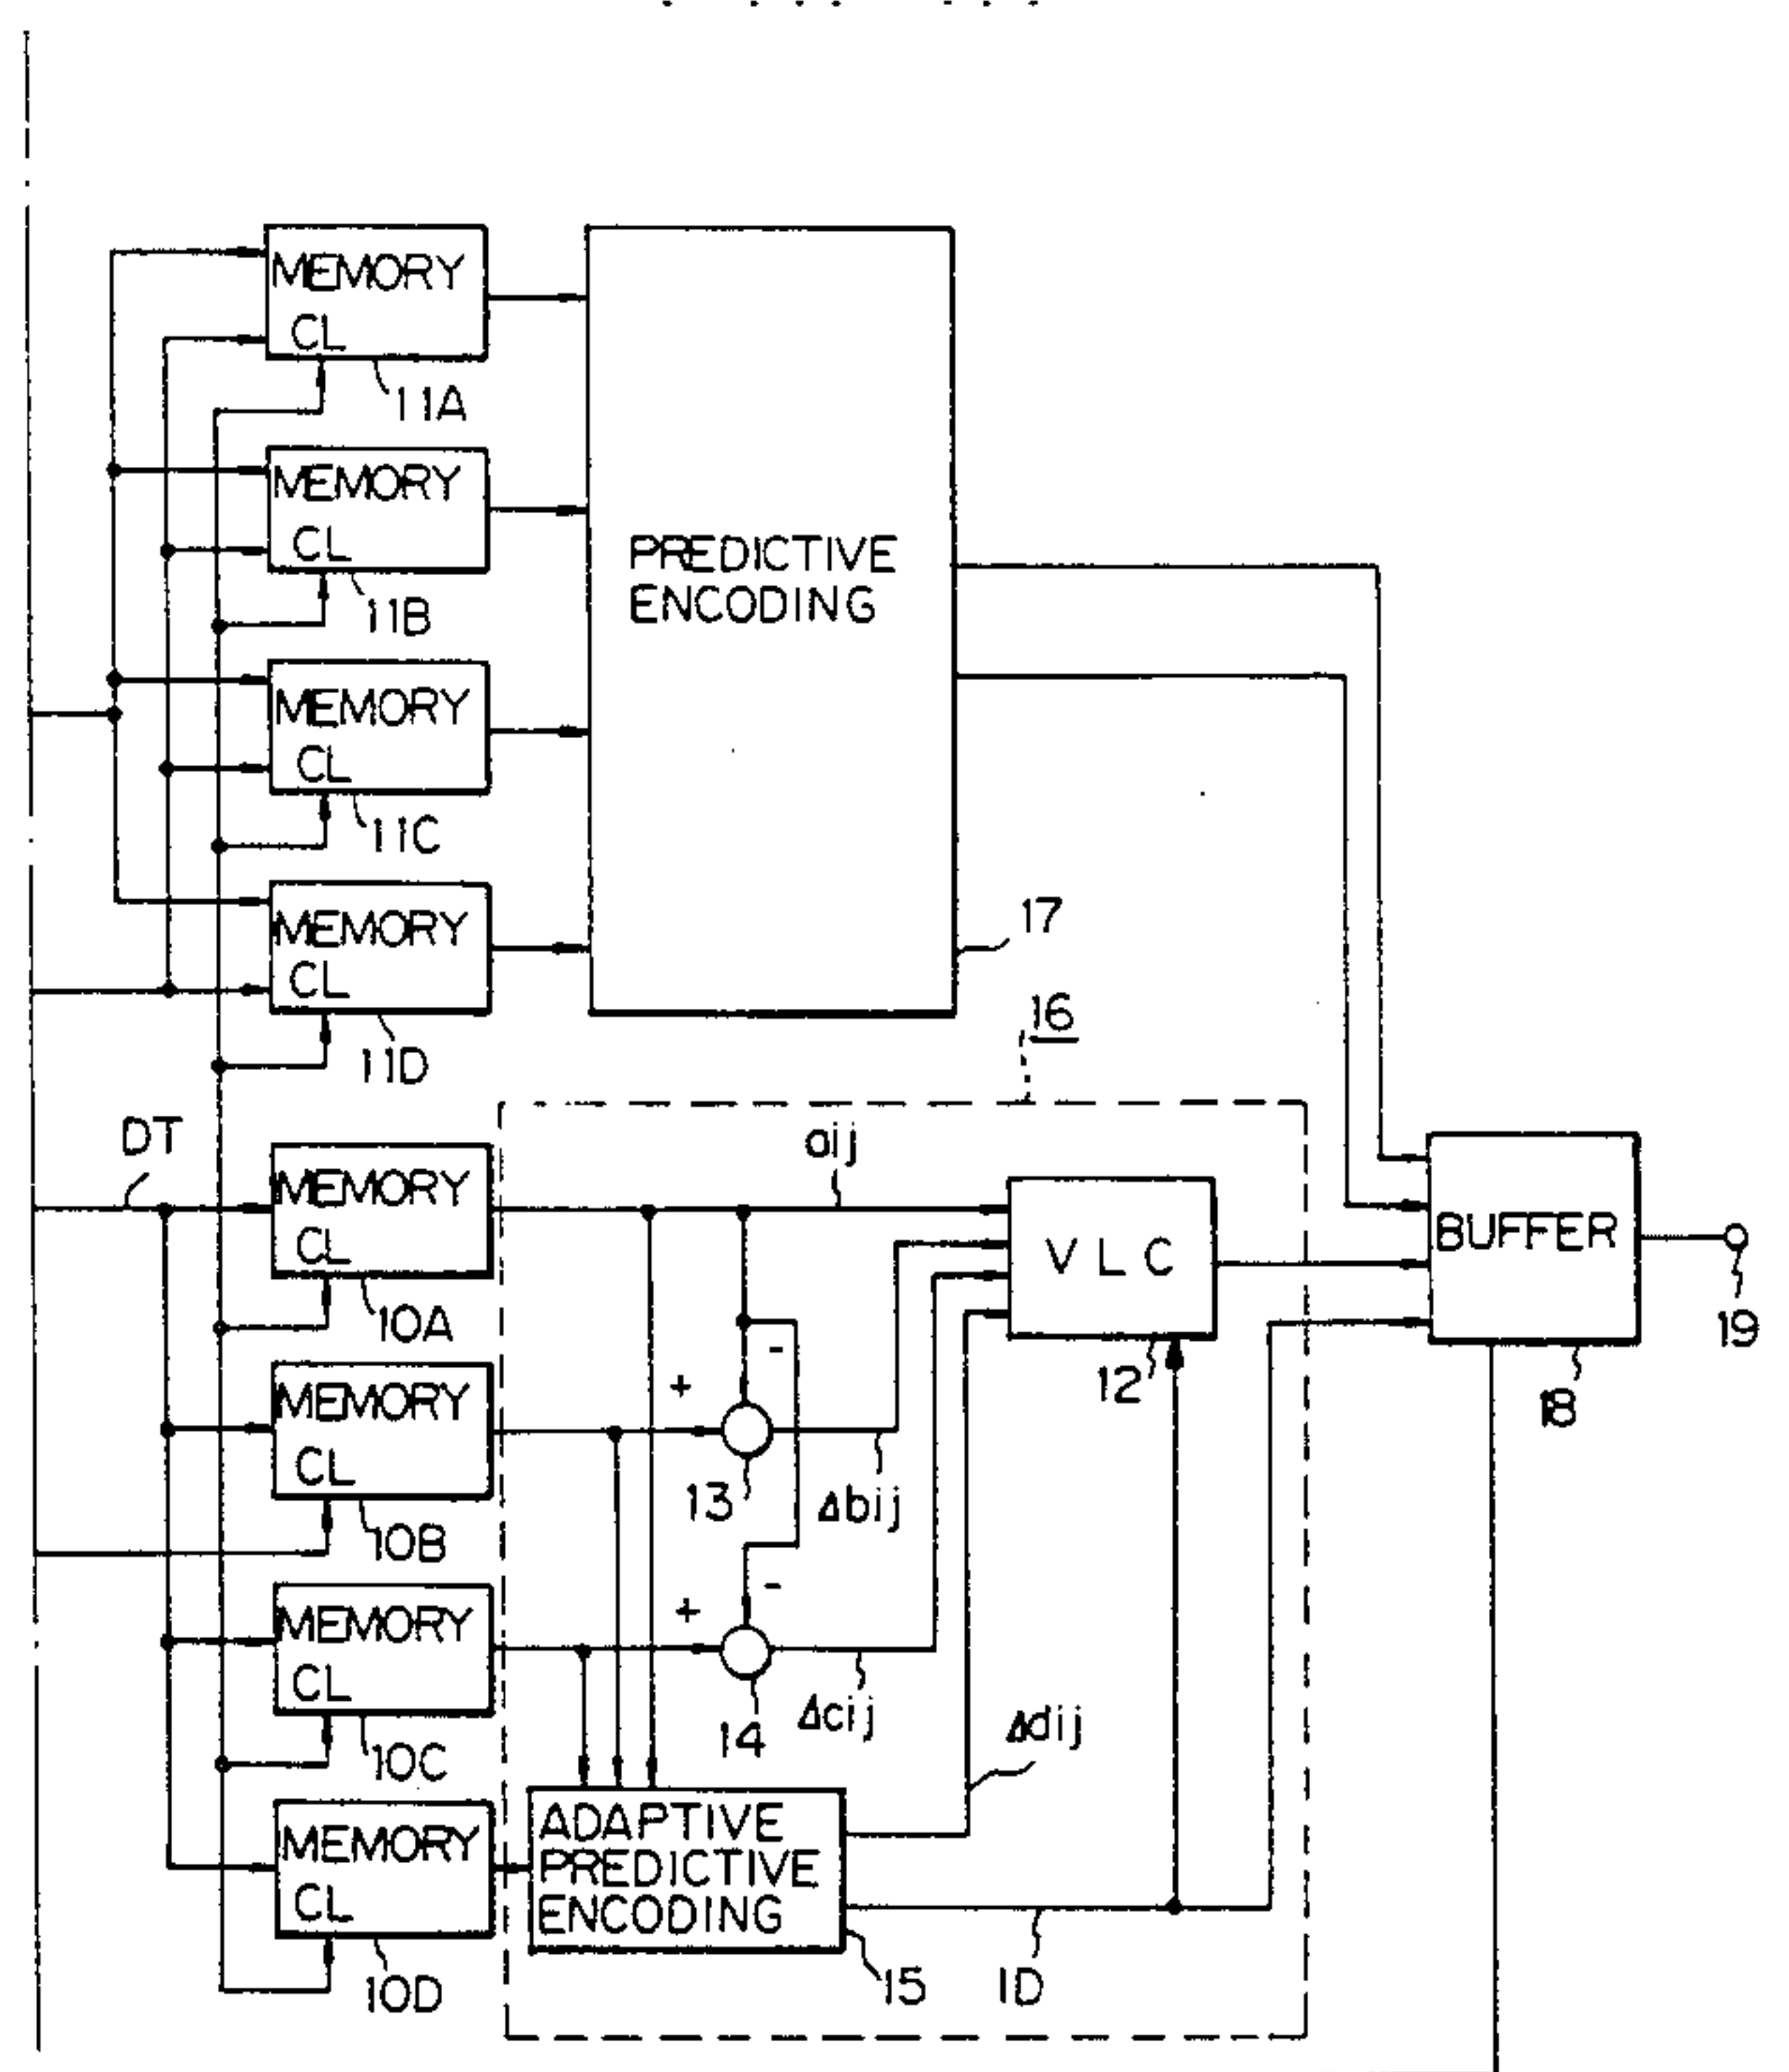 MEMORY
CL
11A
MEMORY
CL
11B
PREDICTIVE
ENCODING
MEMORY
CL
11C
MEMORY
CL
11D
17
16
DT
MEMORY
CL
10A
aij
VLC
12
BUFFER
18
19
MEMORY
CL
10B
+
-
13
Δbij
MEMORY
CL
10C
+
-
14
Δcij
Δdij
MEMORY
CL
10D
ADAPTIVE
PREDICTIVE
ENCODING
15
1D